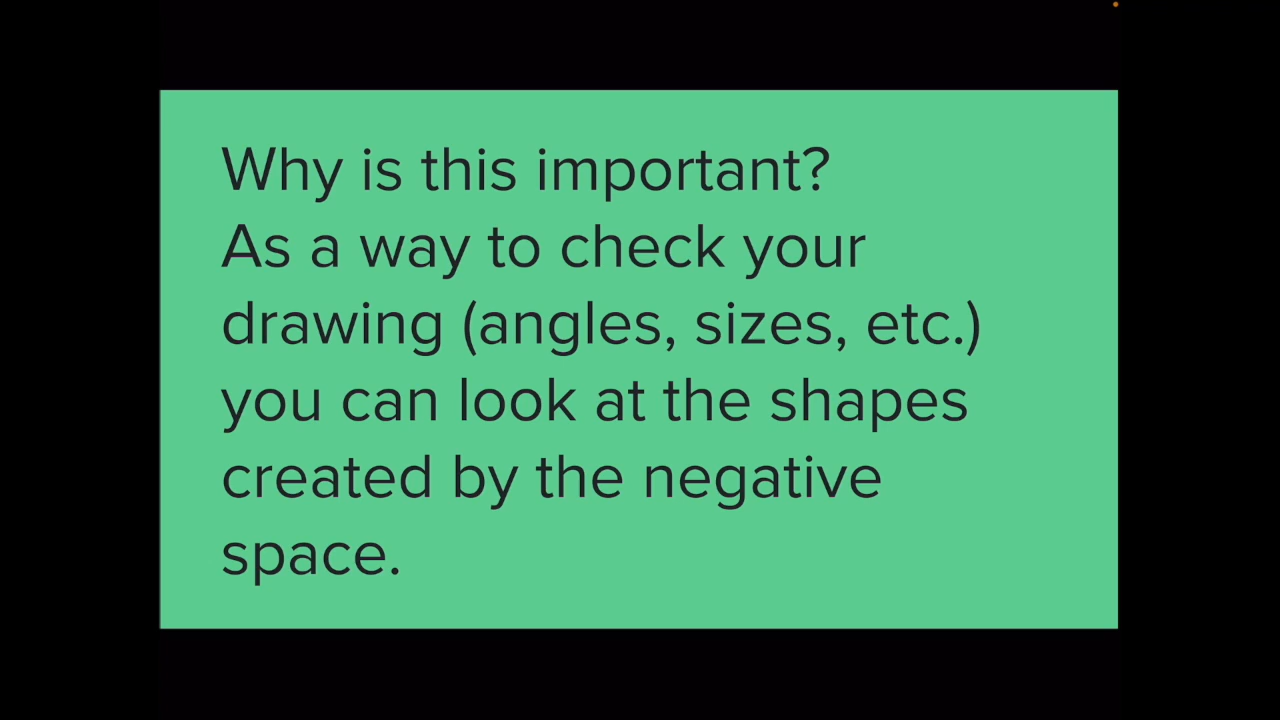 Why is this important?
As a way to check your
drawing (angles, sizes, etc.)
you can look at the shapes
created by the negative
space.